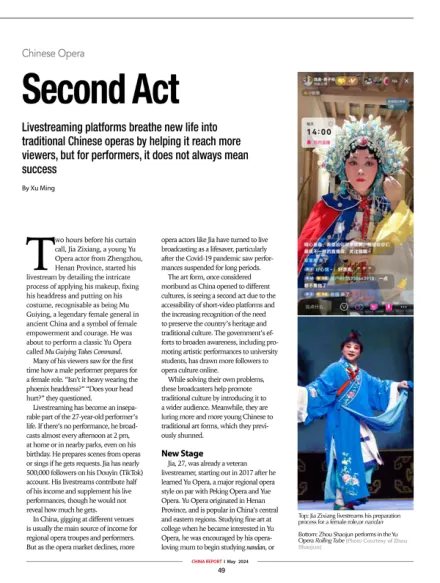 Chinese Opera
Second Act
Livestreaming platforms breathe new life into
traditional Chinese operas by helping it reach more
viewers, but for performers, it does not always mean
success
By Xu Ming
Two hours before his curtain
call, Jia Zixiang, a young Yu
Opera actor from Zhengzhou,
Henan Province, started his
livestream by detailing the intricate
process of applying his makeup, fixing
his headdress and putting on his
costume, recognisable as being Mu
Guiying, a legendary female general in
ancient China and a symbol of female
empowerment and courage. He was
about to perform a classic Yu Opera
called Mu Guiying Takes Command.
Many of his viewers saw for the first
time how a male performer prepares for
a female role. "Isn't it heavy wearing the
phoenix headdress?" "Does your head
hurt?" they questioned.
Livestreaming has become an insepa-
rable part of the 27-year-old performer's
life. If there's no performance, he broad-
casts almost every afternoon at 2 pm,
at home or in nearby parks, even on his
birthday. He prepares scenes from operas
or sings if he gets requests. Jia has nearly
500,000 followers on his Douyin (TikTok)
account. His livestreams contribute half
of his income and supplement his live
performances, though he would not
reveal how much he gets.
In China, gigging at different venues
is usually the main source of income for
regional opera troupes and performers.
But as the opera market declines, more
opera actors like Jia have turned to live
broadcasting as a lifesaver, particularly
after the Covid-19 pandemic saw perfor-
mances suspended for long periods.
The art form, once considered
moribund as China opened to different
cultures, is seeing a second act due to the
accessibility of short-video platforms and
the increasing recognition of the need
to preserve the country's heritage and
traditional culture. The government's ef-
forts to broaden awareness, including pro-
moting artistic performances to university
students, has drawn more followers to
opera culture online.
While solving their own problems,
these broadcasters help promote
traditional culture by introducing it to
a wider audience. Meanwhile, they are
luring more and more young Chinese to
traditional art forms, which they previ-
ously shunned.
New Stage
Jia, 27, was already a veteran
livestreamer, starting out in 2017 after he
learned Yu Opera, a major regional opera
style on par with Peking Opera and Yue
Opera. Yu Opera originated in Henan
Province, and is popular in China's central
and eastern regions. Studying fine art at
college when he became interested in Yu
Opera, he was encouraged by his opera-
loving mum to begin studying nandan, or
14:00
Top: Jia Zixiang livestreams his preparation
process for a female role, or nandan
Bottom: Zhou Shaojun performs in the Yu
Opera Rolling Tube (Photo Courtesy of Zhou
Shaojun)
CHINA REPORT I May 2024
49